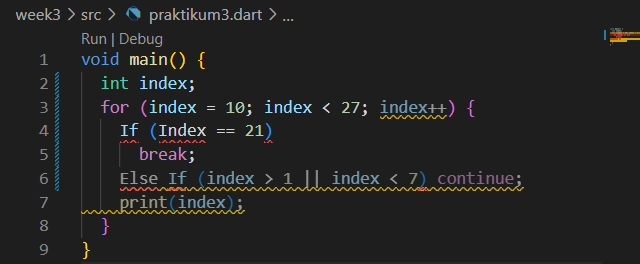 week3 > src > praktikum3.dart > ...
Run | Debug
1 void main() {
2 int index;
3 for (index = 10; index < 27; index++) {
4 If (Index == 21)
5 break;
6 Else If (index > 1 || index < 7) continue;
7 print(index);
8 }
9 }